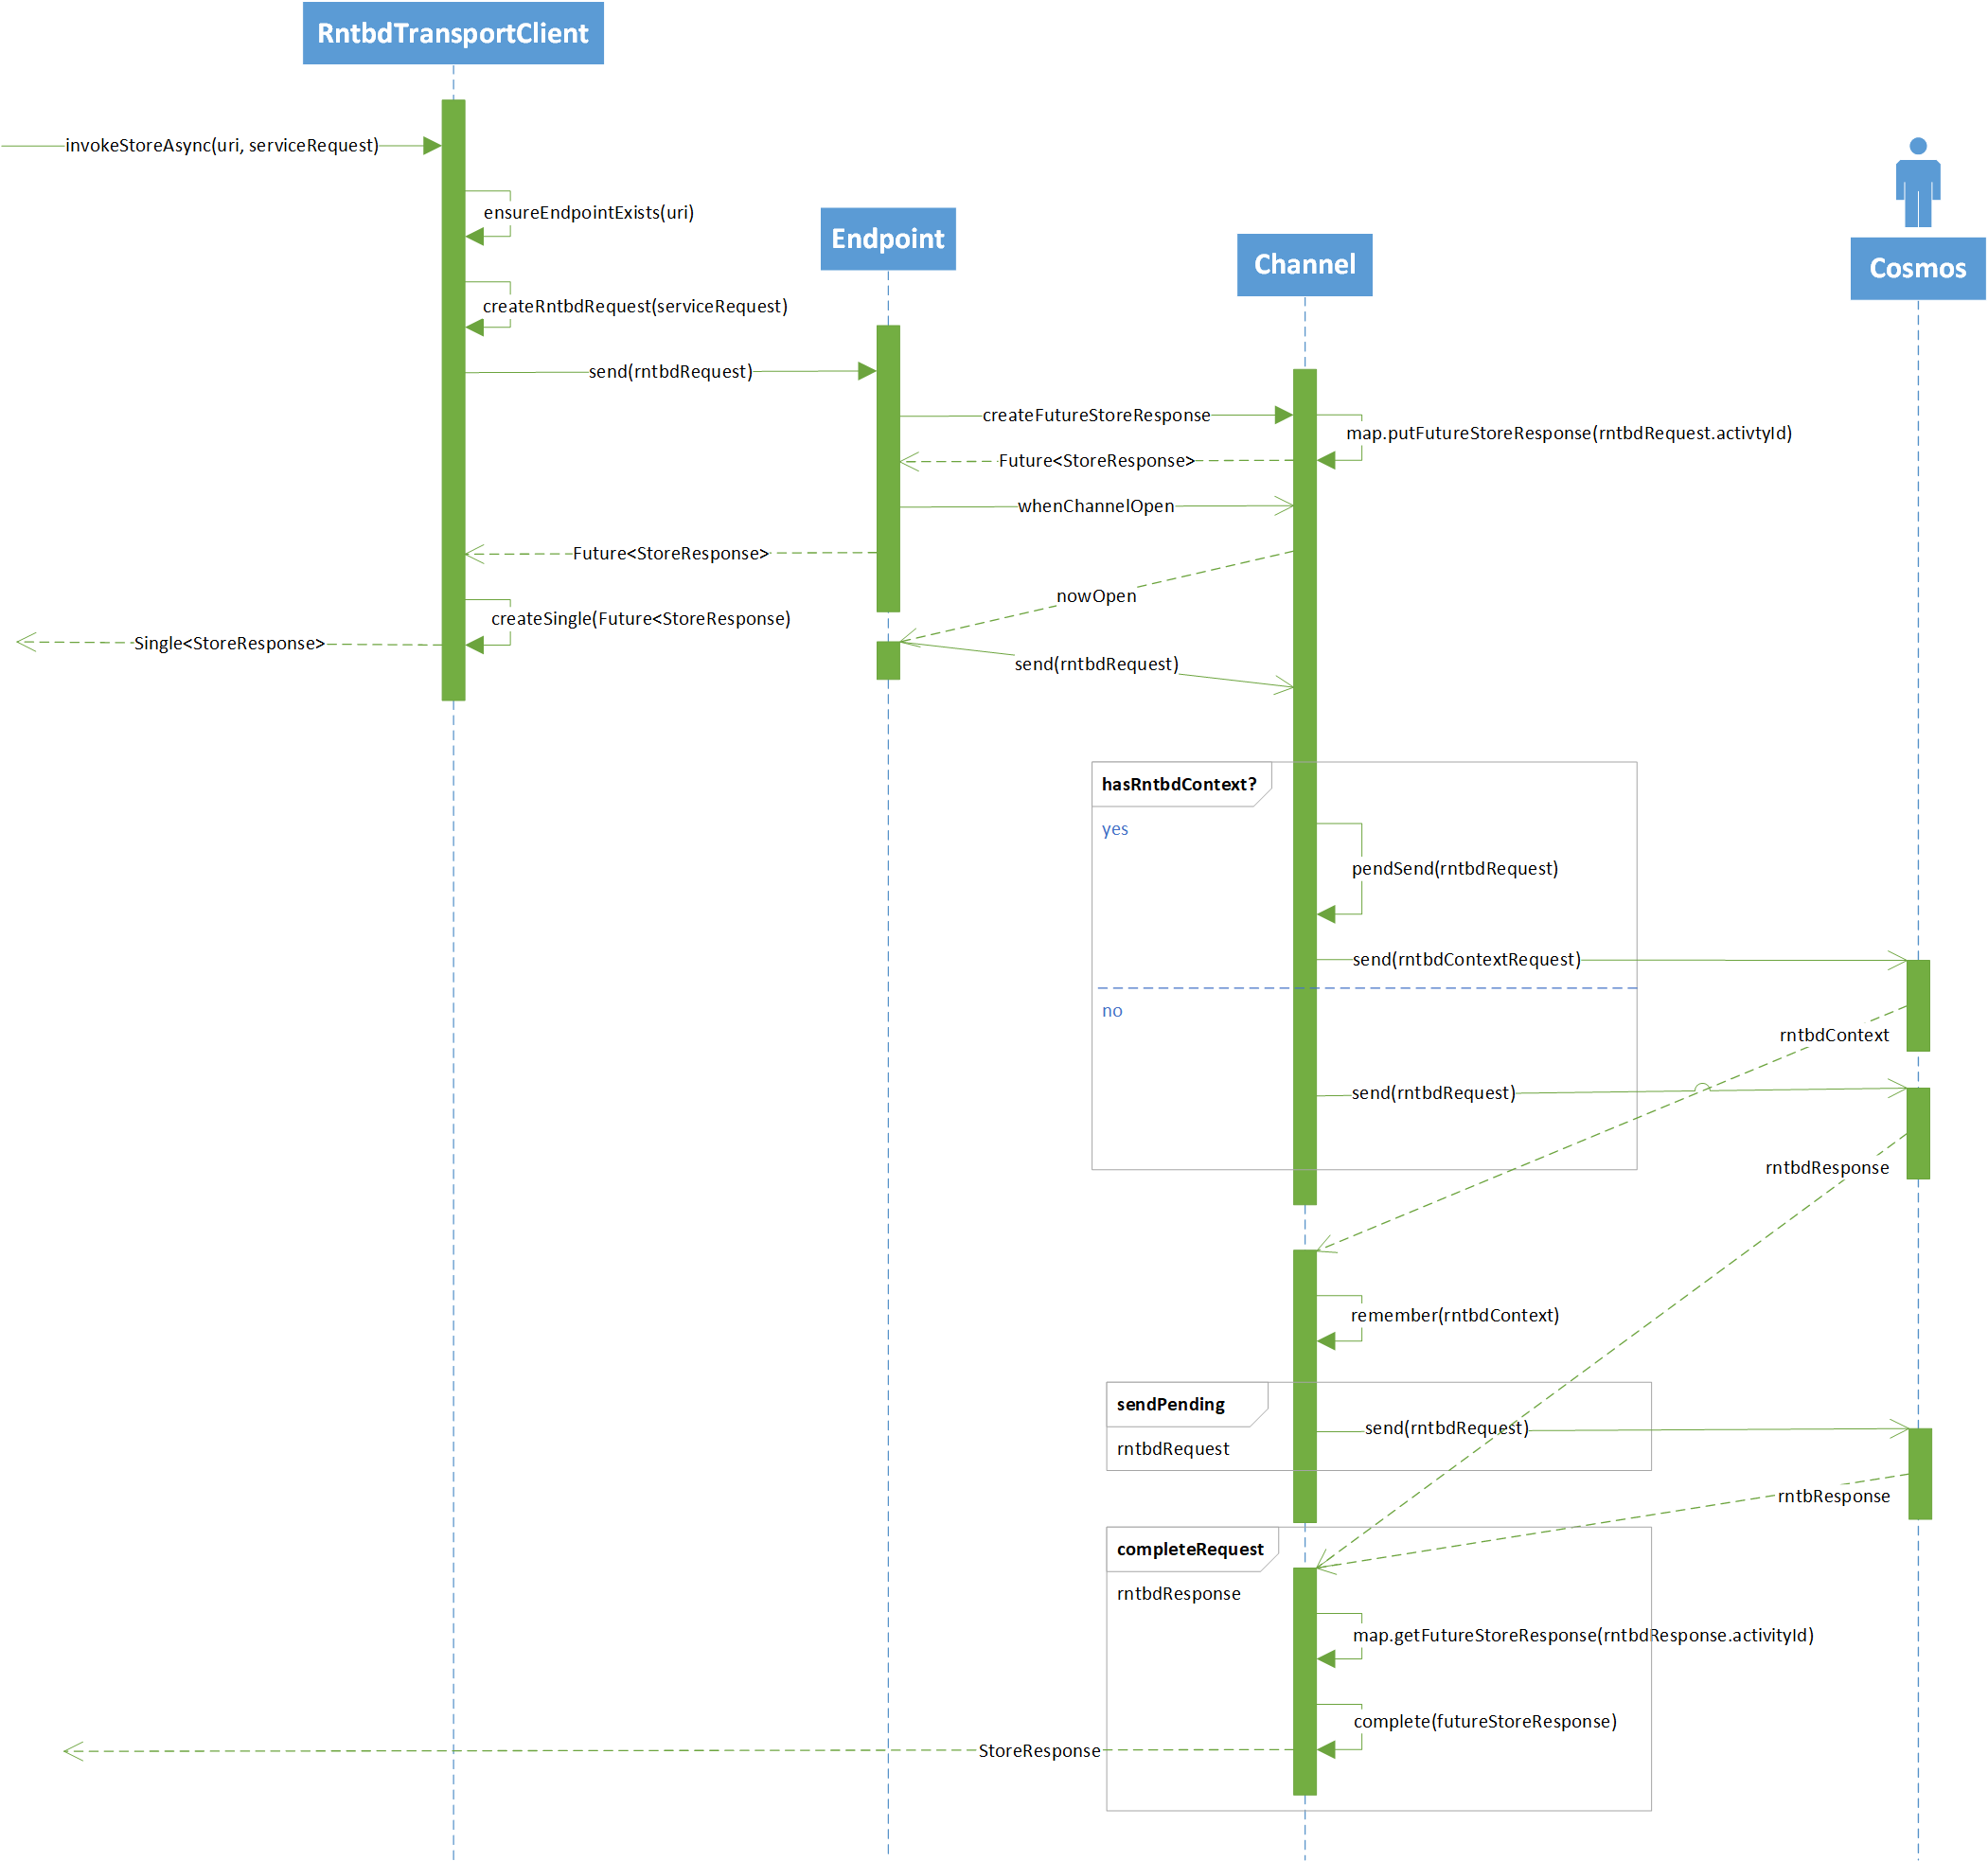 RntbdTransportClient
invokeStoreAsync(uri, serviceRequest)
ensureEndpointExists(uri)
Endpoint
Channel
Cosmos
createRntbdRequest(serviceRequest)
send(rntbdRequest)
createFutureStoreResponse
map.putFutureStoreResponse(rntbdRequest.activtyId)
Future<StoreResponse>
whenChannelOpen
Future<StoreResponse>
nowOpen
createSingle(Future<StoreResponse)
Single<StoreResponse>
send(rntbdRequest)
hasRntbdContext?
yes
pendSend(rntbdRequest)
send(rntbdContextRequest)
no
rntbdContext
send(rntbdRequest)
rntbdResponse
remember(rntbdContext)
sendPending
send(rntbdRequest)
rntbdRequest
rntbResponse
completeRequest
rntbdResponse
map.getFutureStoreResponse(rntbdResponse.activityId)
complete(futureStoreResponse)
StoreResponse